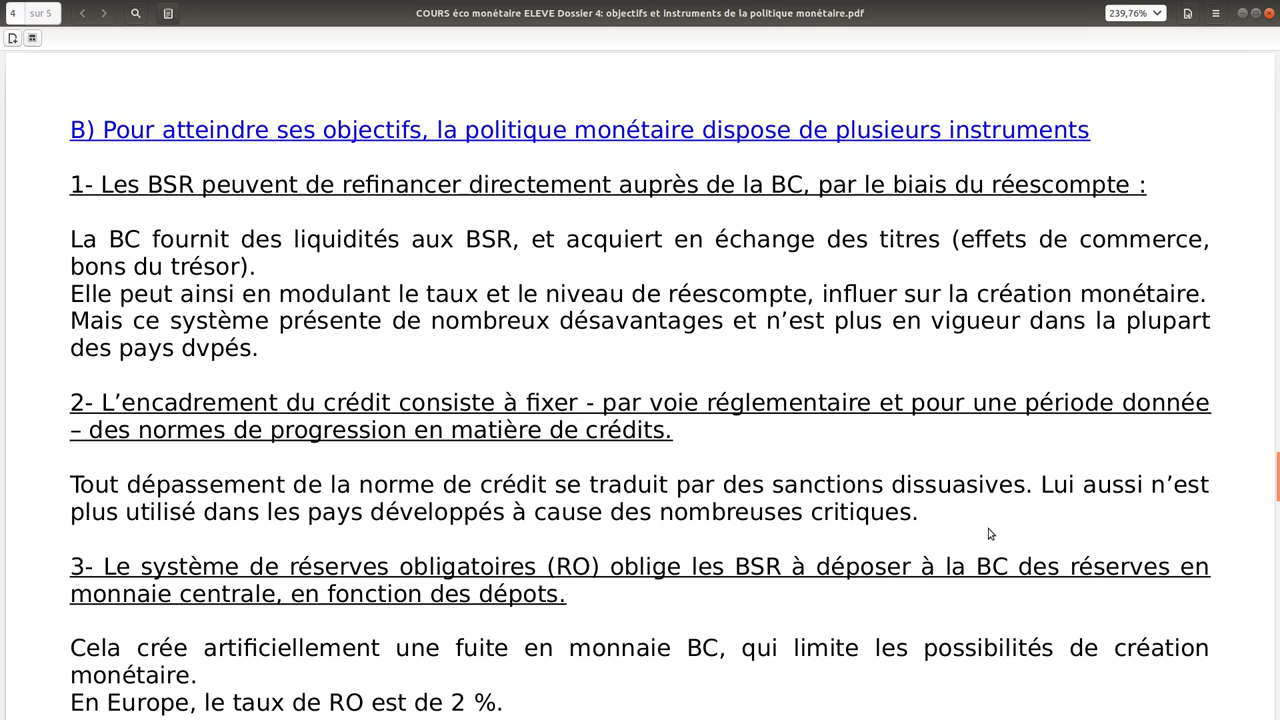 4 sur 5
COURS éco monétaire ELEVE Dossier 4: objectifs et instruments de la politique monétaire.pdf
239,76%
B) Pour atteindre ses objectifs, la politique monétaire dispose de plusieurs instruments
1- Les BSR peuvent de refinancer directement auprès de la BC, par le biais du réescompte :
La BC fournit des liquidités aux BSR, et acquiert en échange des titres (effets de commerce,
bons du trésor).
Elle peut ainsi en modulant le taux et le niveau de réescompte, influer sur la création monétaire.
Mais ce système présente de nombreux désavantages et n’est plus en vigueur dans la plupart
des pays dvpés.
2- L’encadrement du crédit consiste à fixer - par voie réglementaire et pour une période donnée
– des normes de progression en matière de crédits.
Tout dépassement de la norme de crédit se traduit par des sanctions dissuasives. Lui aussi n’est
plus utilisé dans les pays développés à cause des nombreuses critiques.
3- Le système de réserves obligatoires (RO) oblige les BSR à déposer à la BC des réserves en
monnaie centrale, en fonction des dépots.
Cela crée artificiellement une fuite en monnaie BC, qui limite les possibilités de création
monétaire.
En Europe, le taux de RO est de 2 %.